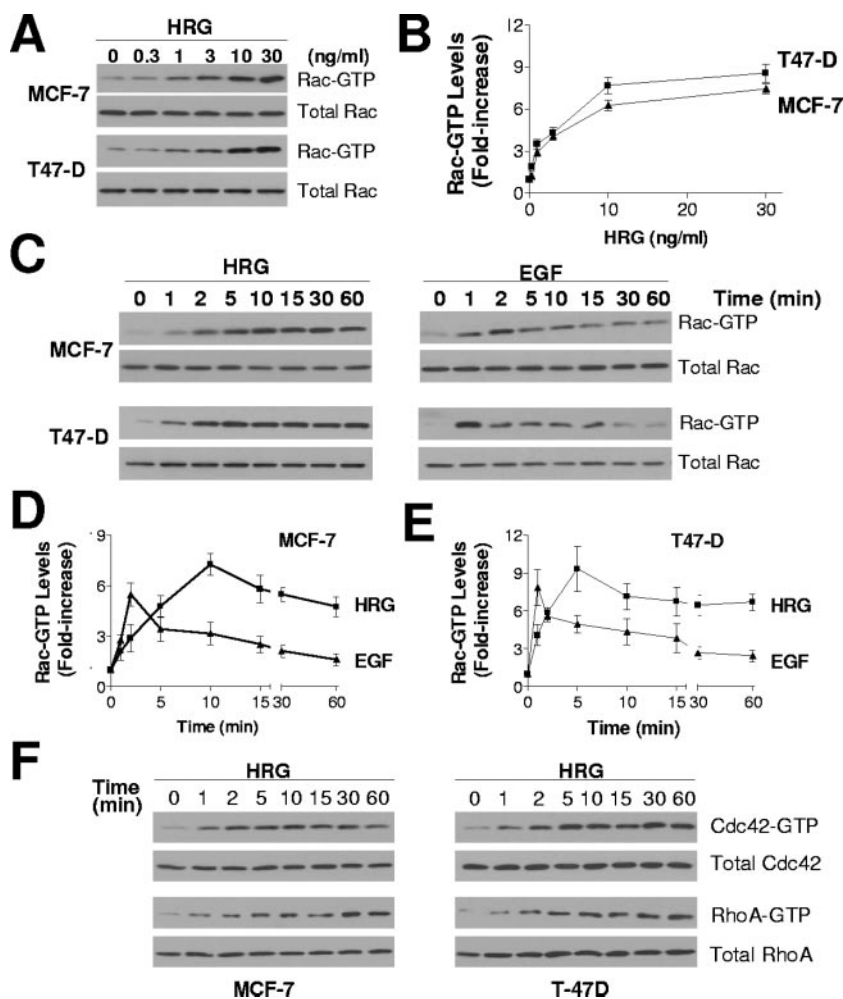 A
HRG
0 0.3 1 3 10 30 (ng/ml)
MCF-7
Rac-GTP
Total Rac
T47-D
Rac-GTP
Total Rac
B
Rac-GTP Levels
(Fold-increase)
12
9
6
3
0
0 10 20 30
HRG (ng/ml)
T47-D
MCF-7
C
HRG
0 1 2 5 10 15 30 60
EGF
0 1 2 5 10 15 30 60
Time (min)
MCF-7
Rac-GTP
Total Rac
T47-D
Rac-GTP
Total Rac
D
MCF-7
Rac-GTP Levels
(Fold-increase)
9
6
3
0
0 5 10 15 30 60
Time (min)
HRG
EGF
E
T47-D
Rac-GTP Levels
(Fold-increase)
12
9
6
3
0
0 5 10 15 30 60
Time (min)
HRG
EGF
F
Time
(min)
HRG
0 1 2 5 10 15 30 60
HRG
0 1 2 5 10 15 30 60
Cdc42-GTP
Total Cdc42
RhoA-GTP
Total RhoA
MCF-7
T-47D